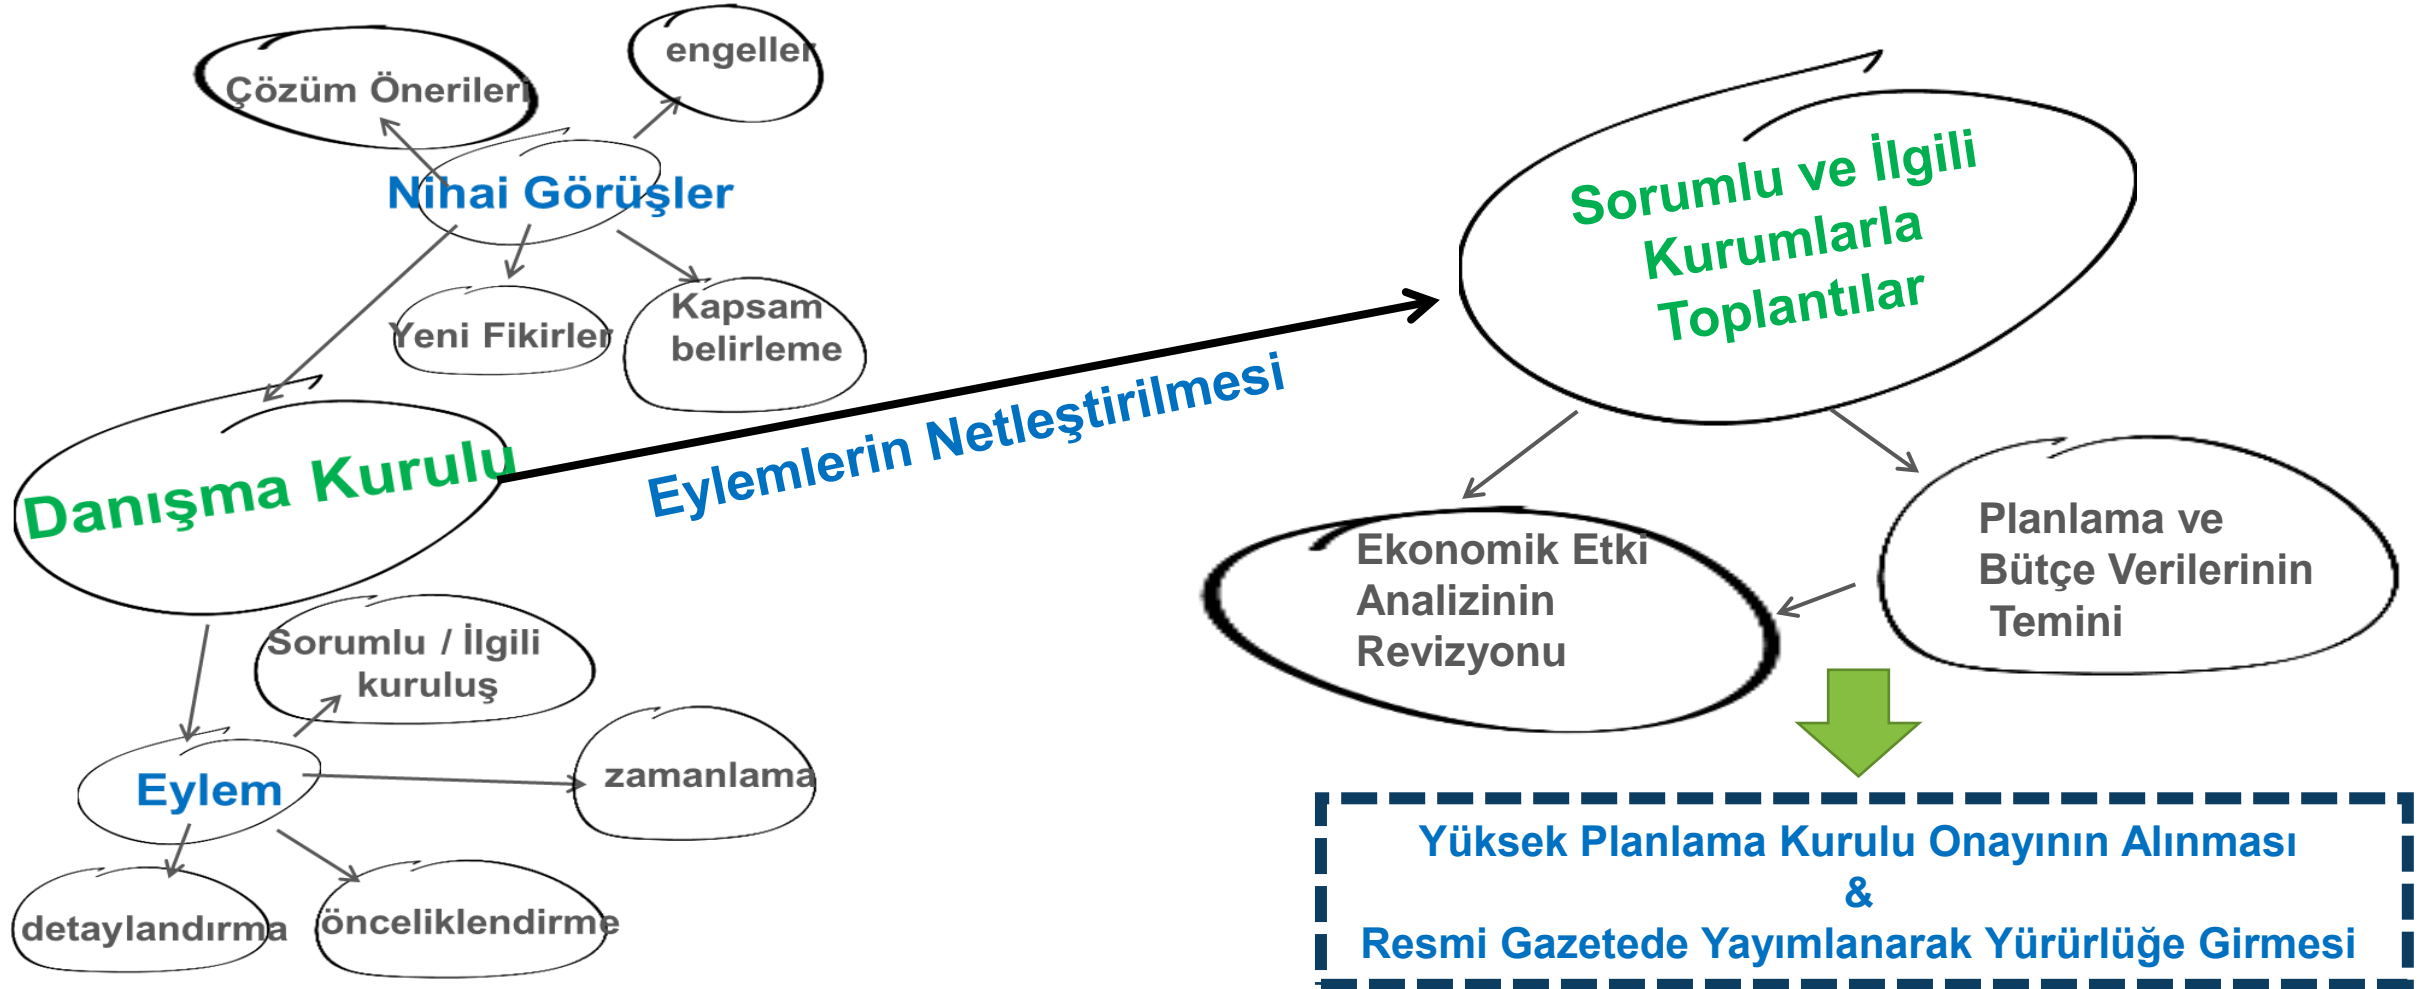 Çözüm Önerileri
engeller
Nihai Görüşler
Yeni Fikirler
Kapsam
belirleme
Danışma Kurulu
Eylemlerin Netleştirilmesi
Sorumlu / İlgili
kuruluş
Eylem
zamanlama
detaylandırma
önceliklendirme
Sorumlu ve İlgili
Kurumlarla
Toplantılar
Ekonomik Etki
Analizinin
Revizyonu
Planlama ve
Bütçe Verilerinin
Temini
Yüksek Planlama Kurulu Onayının Alınması
&
Resmi Gazetede Yayımlanarak Yürürlüğe Girmesi